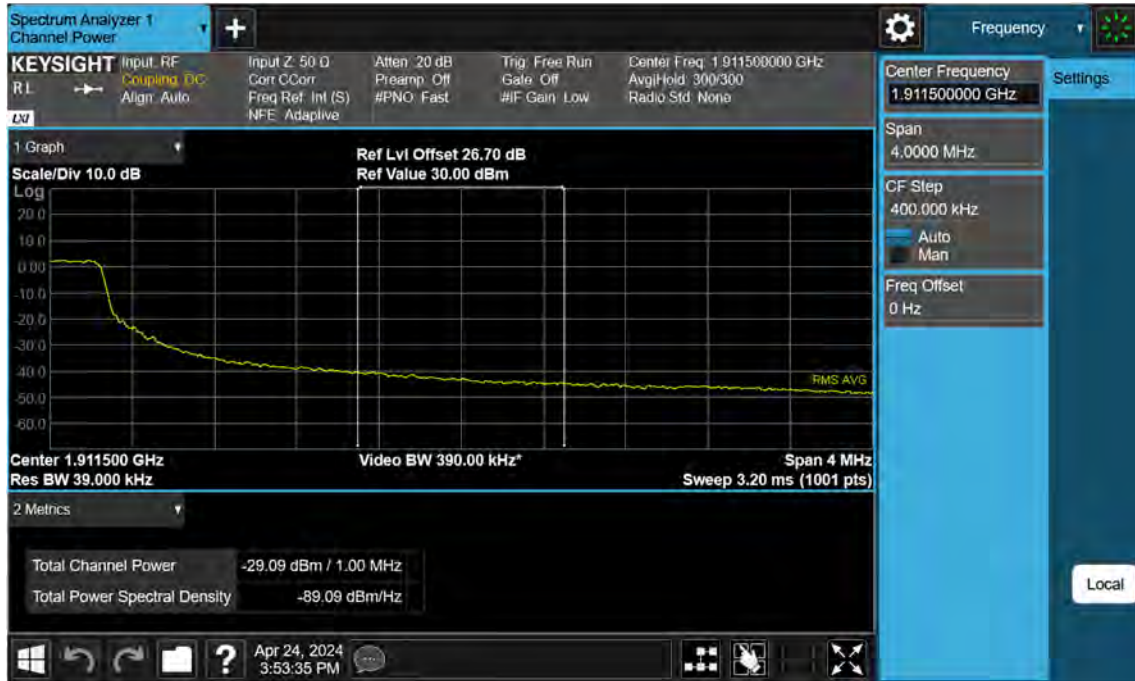 Spectrum Analyzer 1
Channel Power
+
Frequency
KEYSIGHT
RL
LXI
Input: RF
Coupling: DC
Align: Auto
Input Z: 50 Ω
Corr CCorr
Freq Ref: Int (S)
NFE: Adaptive
Atten: 20 dB
Preamp: Off
#PNO: Fast
Trig: Free Run
Gate: Off
#IF Gain: Low
Center Freq: 1.911500000 GHz
Avg|Hold: 300/300
Radio Std: None
Center Frequency
1.911500000 GHz
Settings
Span
4.0000 MHz
CF Step
400.000 kHz
Auto
Man
Freq Offset
0 Hz
Local
1 Graph
Scale/Div 10.0 dB
Ref Lvl Offset 26.70 dB
Ref Value 30.00 dBm
Log
20.0
10.0
0.00
-10.0
-20.0
-30.0
-40.0
-50.0
-60.0
RMS AVG
Center 1.911500 GHz
Video BW 390.00 kHz*
Span 4 MHz
Res BW 39.000 kHz
Sweep 3.20 ms (1001 pts)
2 Metrics
Total Channel Power
-29.09 dBm / 1.00 MHz
Total Power Spectral Density
-89.09 dBm/Hz
?
Apr 24, 2024
3:53:35 PM